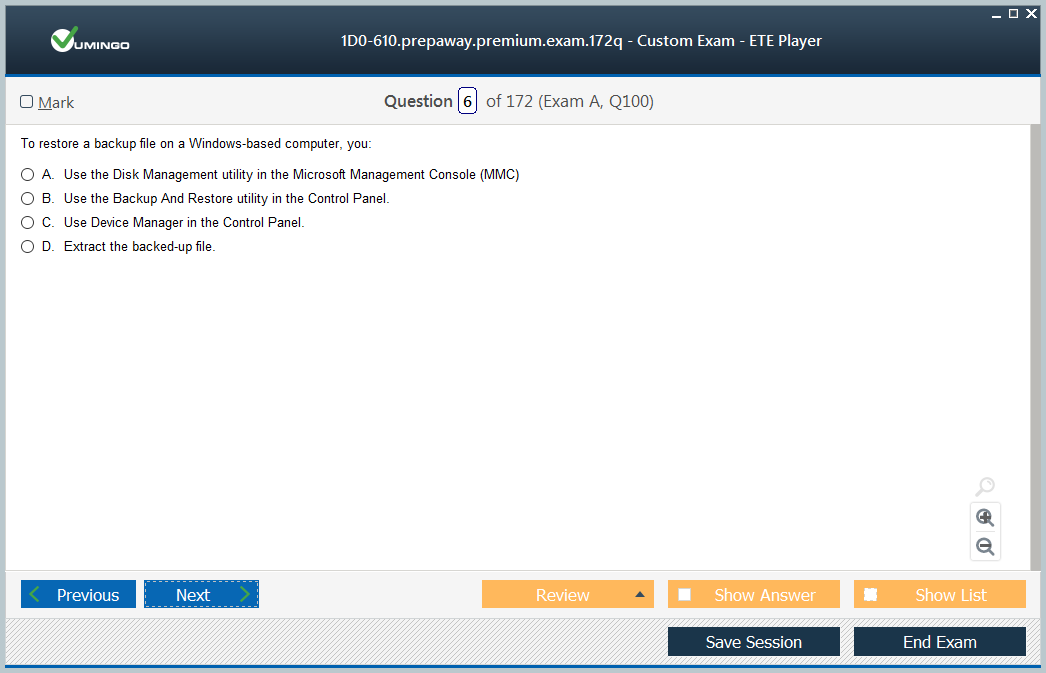 VUMINGO
1D0-610.prepaway.premium.exam.172q - Custom Exam - ETE Player
Mark
Question 6 of 172 (Exam A, Q100)
To restore a backup file on a Windows-based computer, you:
A. Use the Disk Management utility in the Microsoft Management Console (MMC)
B. Use the Backup And Restore utility in the Control Panel.
C. Use Device Manager in the Control Panel.
D. Extract the backed-up file.
Previous Next Review Show Answer Show List
Save Session End Exam